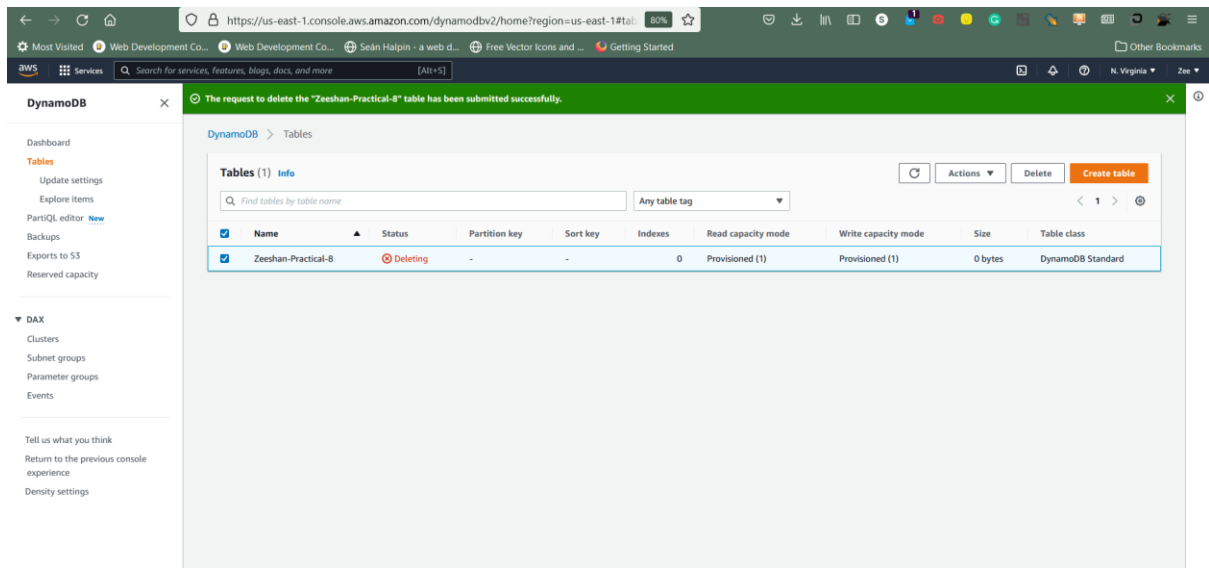 https://us-east-1.console.aws.amazon.com/dynamodbv2/home?region=us-east-1#tab 80%
Most Visited Web Development Co... Web Development Co... Seán Halpin - a web d... Free Vector Icons and ... Getting Started Other Bookmarks
aws Services Search for services, features, blogs, docs, and more [Alt+S] N. Virginia ▼ Zee ▼
DynamoDB
The request to delete the "Zeeshan-Practical-8" table has been submitted successfully.
DynamoDB > Tables
Dashboard
Tables
Update settings
Explore items
PartiQL editor New
Backups
Exports to S3
Reserved capacity
▼ DAX
Clusters
Subnet groups
Parameter groups
Events
Tell us what you think
Return to the previous console
experience
Density settings
Tables (1) Info
Actions ▼ Delete Create table
Find tables by table name Any table tag ▼ < 1 >
Name ▲ Status Partition key Sort key Indexes Read capacity mode Write capacity mode Size Table class
Zeeshan-Practical-8 Deleting - - 0 Provisioned (1) Provisioned (1) 0 bytes DynamoDB Standard